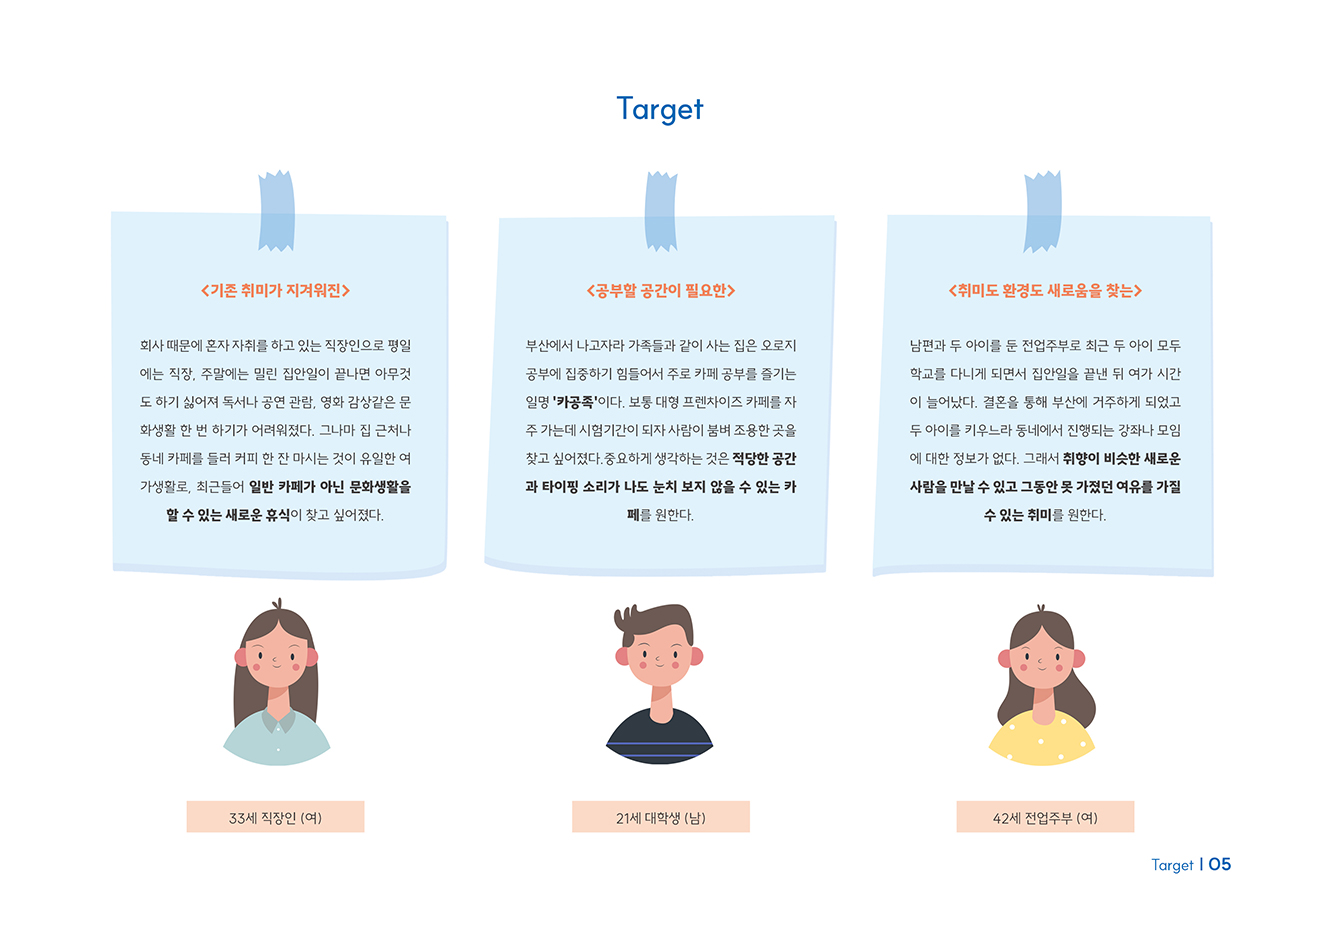 Target
<기존 취미가 지겨워진>
회사 때문에 혼자 자취를 하고 있는 직장인으로 평일
에는 직장, 주말에는 밀린 집안일이 끝나면 아무것
도 하기 싫어져 독서나 공연 관람, 영화 감상같은 문
화생활 한 번 하기가 어려워졌다. 그나마 집 근처나
동네 카페를 들러 커피 한 잔 마시는 것이 유일한 여
가생활로, 최근들어 일반 카페가 아닌 문화생활을
할 수 있는 새로운 휴식이 찾고 싶어졌다.
33세 직장인 (여)
<공부할 공간이 필요한>
부산에서 나고자라 가족들과 같이 사는 집은 오로지
공부에 집중하기 힘들어서 주로 카페 공부를 즐기는
일명 '카공족'이다. 보통 대형 프렌차이즈 카페를 자
주 가는데 시험기간이 되자 사람이 붐벼 조용한 곳을
찾고 싶어졌다.중요하게 생각하는 것은 적당한 공간
과 타이핑 소리가 나도 눈치 보지 않을 수 있는 카
페를 원한다.
21세 대학생 (남)
<취미도 환경도 새로움을 찾는>
남편과 두 아이를 둔 전업주부로 최근 두 아이 모두
학교를 다니게 되면서 집안일을 끝낸 뒤 여가 시간
이 늘어났다. 결혼을 통해 부산에 거주하게 되었고
두 아이를 키우느라 동네에서 진행되는 강좌나 모임
에 대한 정보가 없다. 그래서 취향이 비슷한 새로운
사람을 만날 수 있고 그동안 못 가졌던 여유를 가질
수 있는 취미를 원한다.
42세 전업주부 (여)
Target | 05